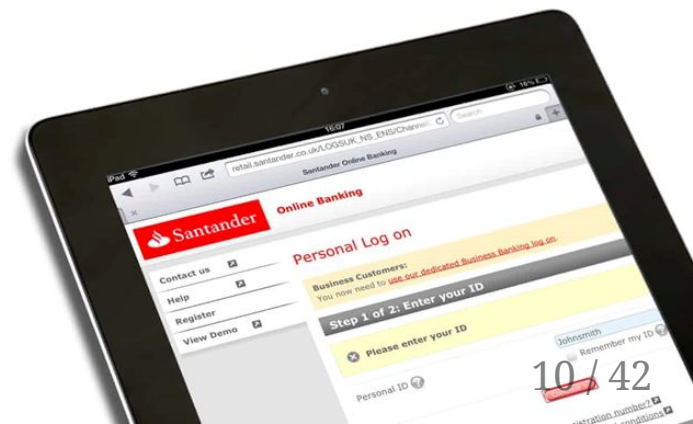 iPad
16:07
16%
retail.santander.co.uk/LOGSUK_NS_ENS/Channel
Search
Santander Online Banking
Santander
Online Banking
Contact us
Help
Register
View Demo
Personal Log on
Business Customers:
You now need to use our dedicated Business Banking log on.
Step 1 of 2: Enter your ID
Please enter your ID
Personal ID
Johnsmith
Remember my ID
10 / 42
number?
conditions